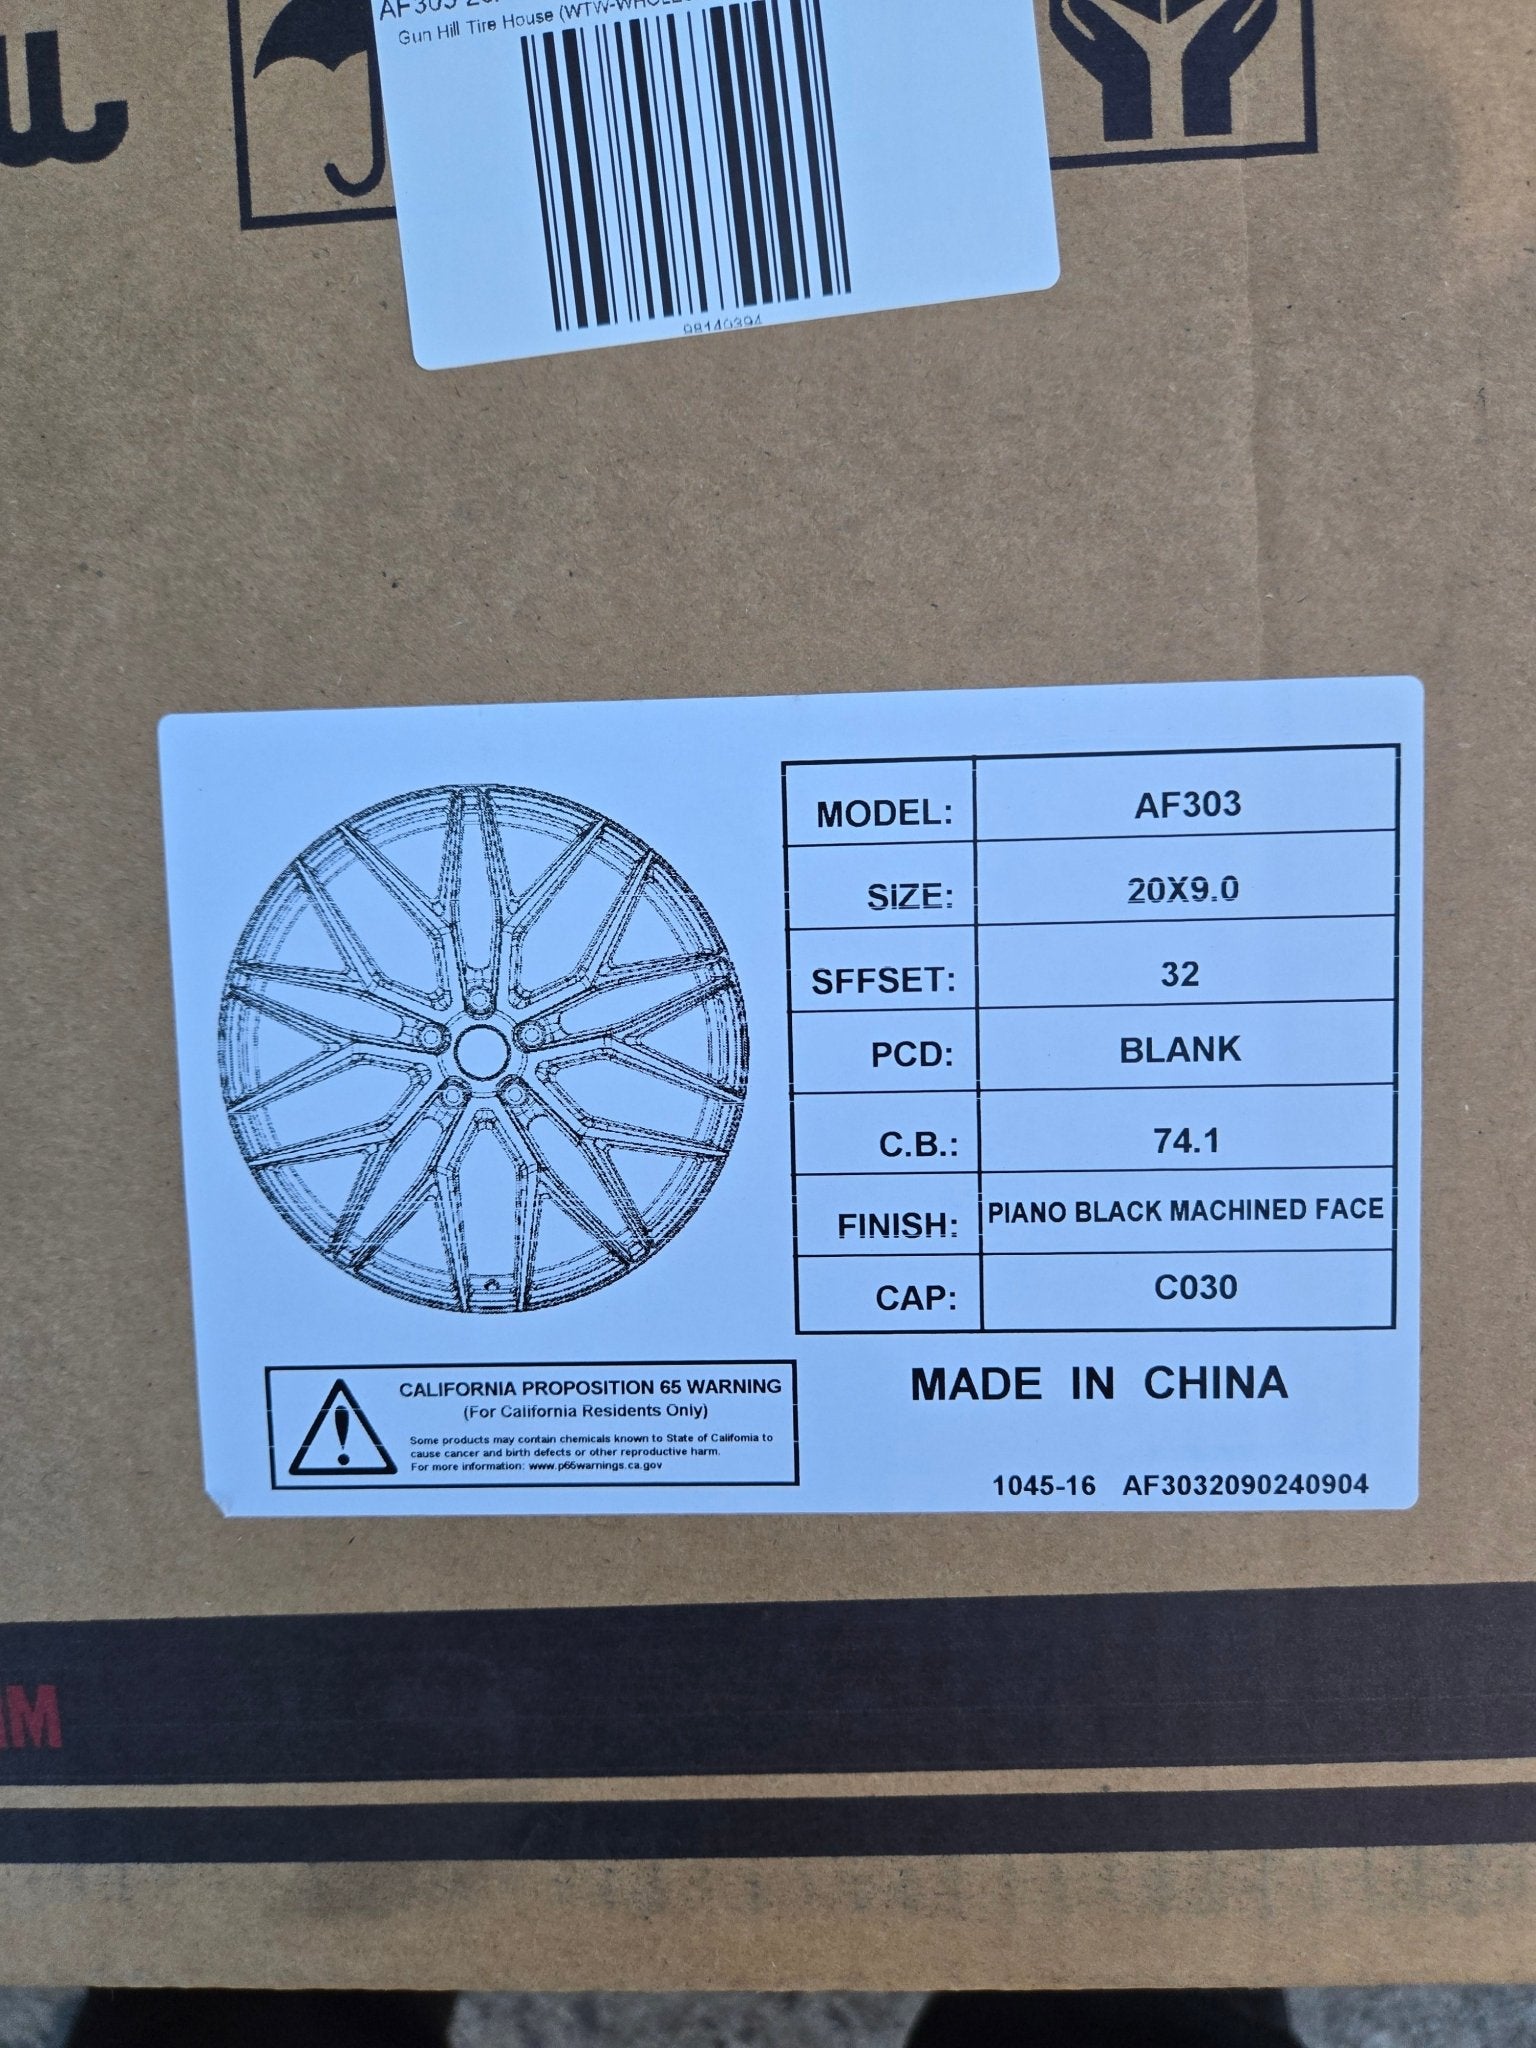 AF303
Gun Hill Tire House
98140394
MODEL: AF303
SIZE: 20X9.0
SFFSET: 32
PCD: BLANK
C.B.: 74.1
FINISH: PIANO BLACK MACHINED FACE
CAP: C030
CALIFORNIA PROPOSITION 65 WARNING
(For California Residents Only)
Some products may contain chemicals known to State of California to
cause cancer and birth defects or other reproductive harm.
For more information: www.p65warnings.ca.gov
MADE IN CHINA
1045-16 AF3032090240904